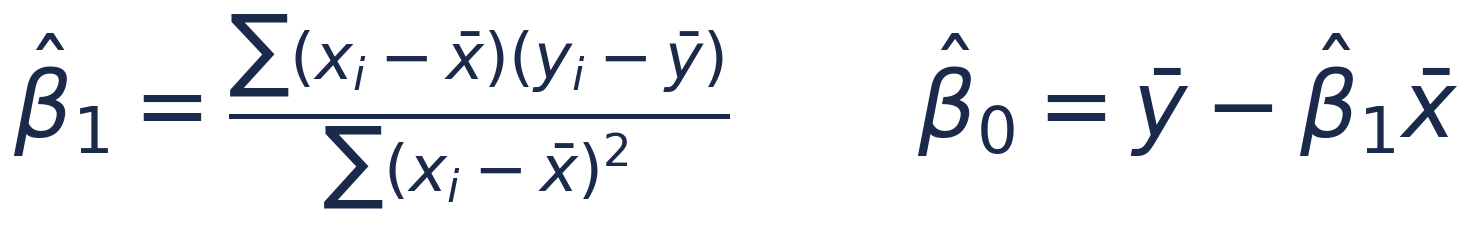 β̂₁ = ∑(xᵢ − x̄)(yᵢ − ȳ) / ∑(xᵢ − x̄)²
β̂₀ = ȳ − β̂₁x̄